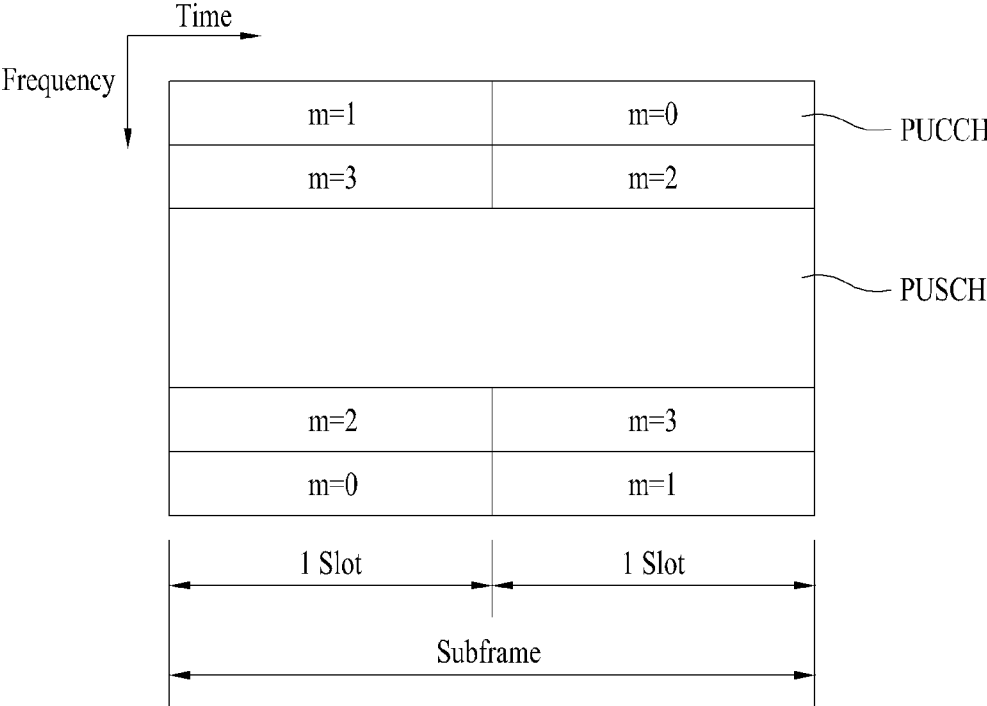 Time
Frequency
m=1 m=0
PUCCH
m=3 m=2
PUSCH
m=2 m=3
m=0 m=1
1 Slot 1 Slot
Subframe